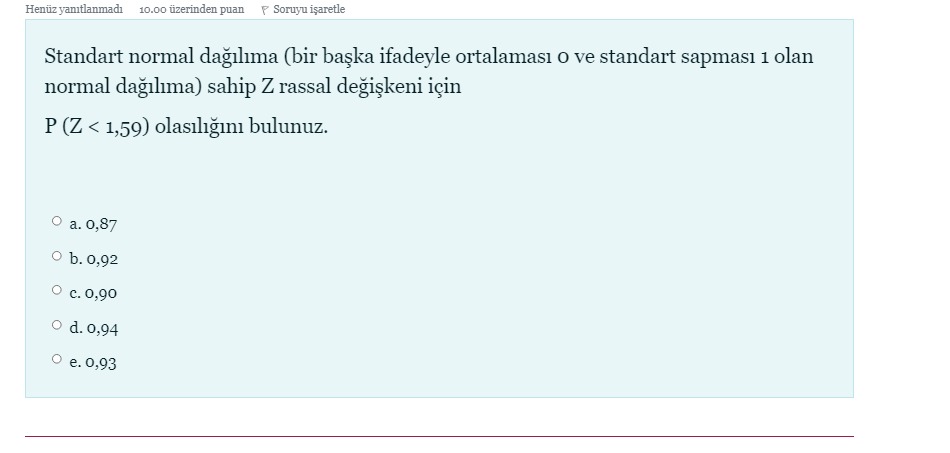 Henüz yanıtlanmadı 10.00 üzerinden puan Soruyu işaretle
Standart normal dağılıma (bir başka ifadeyle ortalaması 0 ve standart sapması 1 olan
normal dağılıma) sahip Z rassal değişkeni için
P (Z < 1,59) olasılığını bulunuz.
a. 0,87
b. 0,92
c. 0,90
d. 0,94
e. 0,93